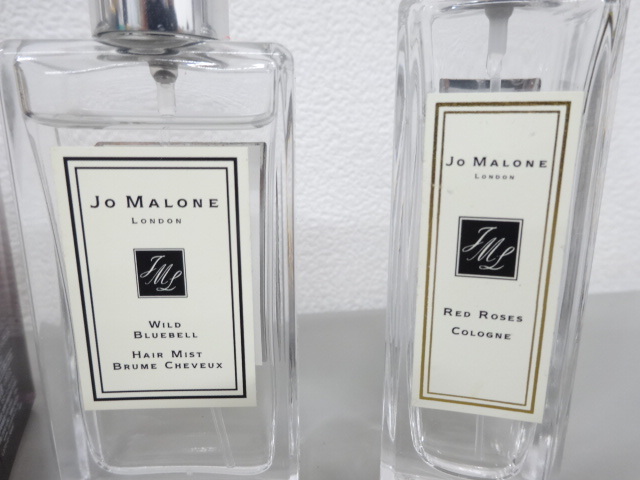 JO MALONE
LONDON
JML
WILD
BLUEBELL
HAIR MIST
BRUME CHEVEUX
JO MALONE
LONDON
JML
RED ROSES
COLOGNE